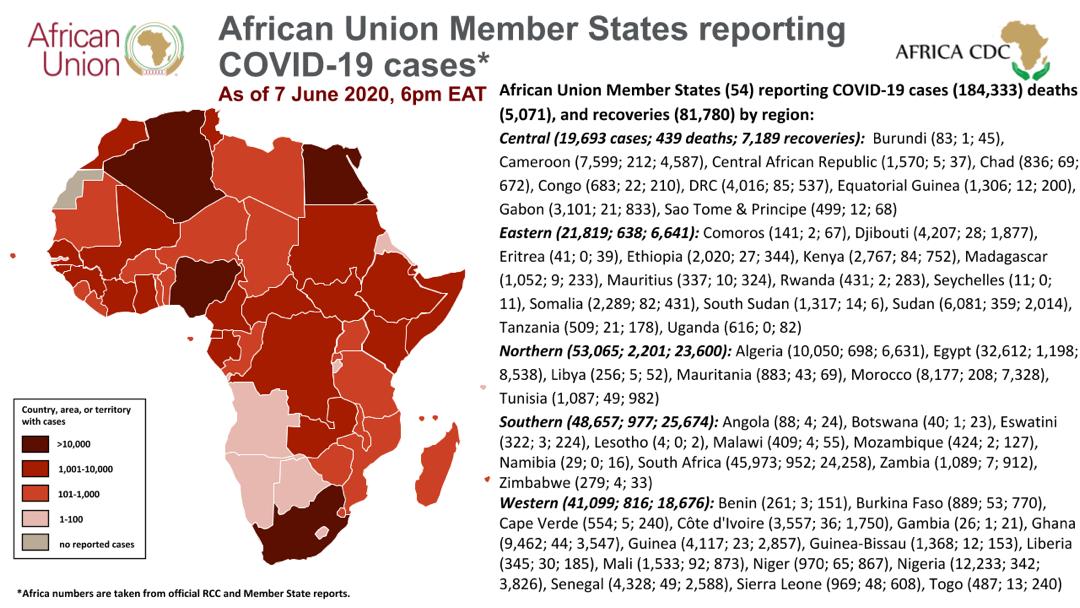 African
Union
African Union Member States reporting
COVID-19 cases*
As of 7 June 2020, 6pm EAT
AFRICA CDC
African Union Member States (54) reporting COVID-19 cases (184,333) deaths
(5,071), and recoveries (81,780) by region:
Central (19,693 cases; 439 deaths; 7,189 recoveries): Burundi (83; 1; 45),
Cameroon (7,599; 212; 4,587), Central African Republic (1,570; 5; 37), Chad (836; 69;
672), Congo (683; 22; 210), DRC (4,016; 85; 537), Equatorial Guinea (1,306; 12; 200),
Gabon (3,101; 21; 833), Sao Tome & Principe (499; 12; 68)
Eastern (21,819; 638; 6,641): Comoros (141; 2; 67), Djibouti (4,207; 28; 1,877),
Eritrea (41; 0; 39), Ethiopia (2,020; 27; 344), Kenya (2,767; 84; 752), Madagascar
(1,052; 9; 233), Mauritius (337; 10; 324), Rwanda (431; 2; 283), Seychelles (11; 0;
11), Somalia (2,289; 82; 431), South Sudan (1,317; 14; 6), Sudan (6,081; 359; 2,014),
Tanzania (509; 21; 178), Uganda (616; 0; 82)
Northern (53,065; 2,201; 23,600): Algeria (10,050; 698; 6,631), Egypt (32,612; 1,198;
8,538), Libya (256; 5; 52), Mauritania (883; 43; 69), Morocco (8,177; 208; 7,328),
Tunisia (1,087; 49; 982)
Southern (48,657; 977; 25,674): Angola (88; 4; 24), Botswana (40; 1; 23), Eswatini
(322; 3; 224), Lesotho (4; 0; 2), Malawi (409; 4; 55), Mozambique (424; 2; 127),
Namibia (29; 0; 16), South Africa (45,973; 952; 24,258), Zambia (1,089; 7; 912),
Zimbabwe (279; 4; 33)
Western (41,099; 816; 18,676): Benin (261; 3; 151), Burkina Faso (889; 53; 770),
Cape Verde (554; 5; 240), Côte d'Ivoire (3,557; 36; 1,750), Gambia (26; 1; 21), Ghana
(9,462; 44; 3,547), Guinea (4,117; 23; 2,857), Guinea-Bissau (1,368; 12; 153), Liberia
(345; 30; 185), Mali (1,533; 92; 873), Niger (970; 65; 867), Nigeria (12,233; 342;
3,826), Senegal (4,328; 49; 2,588), Sierra Leone (969; 48; 608), Togo (487; 13; 240)
Country, area, or territory
with cases
>10,000
1,001-10,000
101-1,000
1-100
no reported cases
*Africa numbers are taken from official RCC and Member State reports.